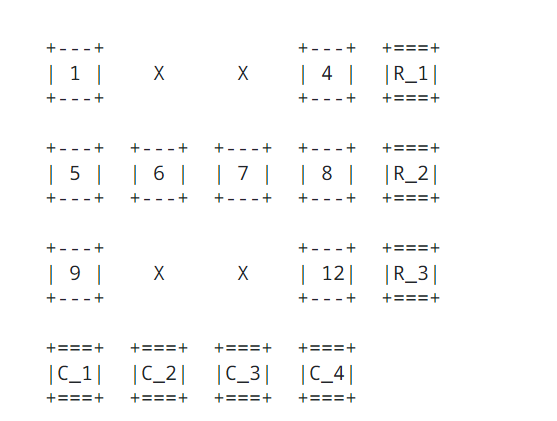 +---+              +---+  +===+
| 1 |    X      X    | 4 |  |R_1|
+---+              +---+  +===+
+---+  +---+  +---+  +---+  +===+
| 5 |  | 6 |  | 7 |  | 8 |  |R_2|
+---+  +---+  +---+  +---+  +===+
+---+              +---+  +===+
| 9 |    X      X    | 12|  |R_3|
+---+              +---+  +===+
+===+  +===+  +===+  +===+
|C_1|  |C_2|  |C_3|  |C_4|
+===+  +===+  +===+  +===+